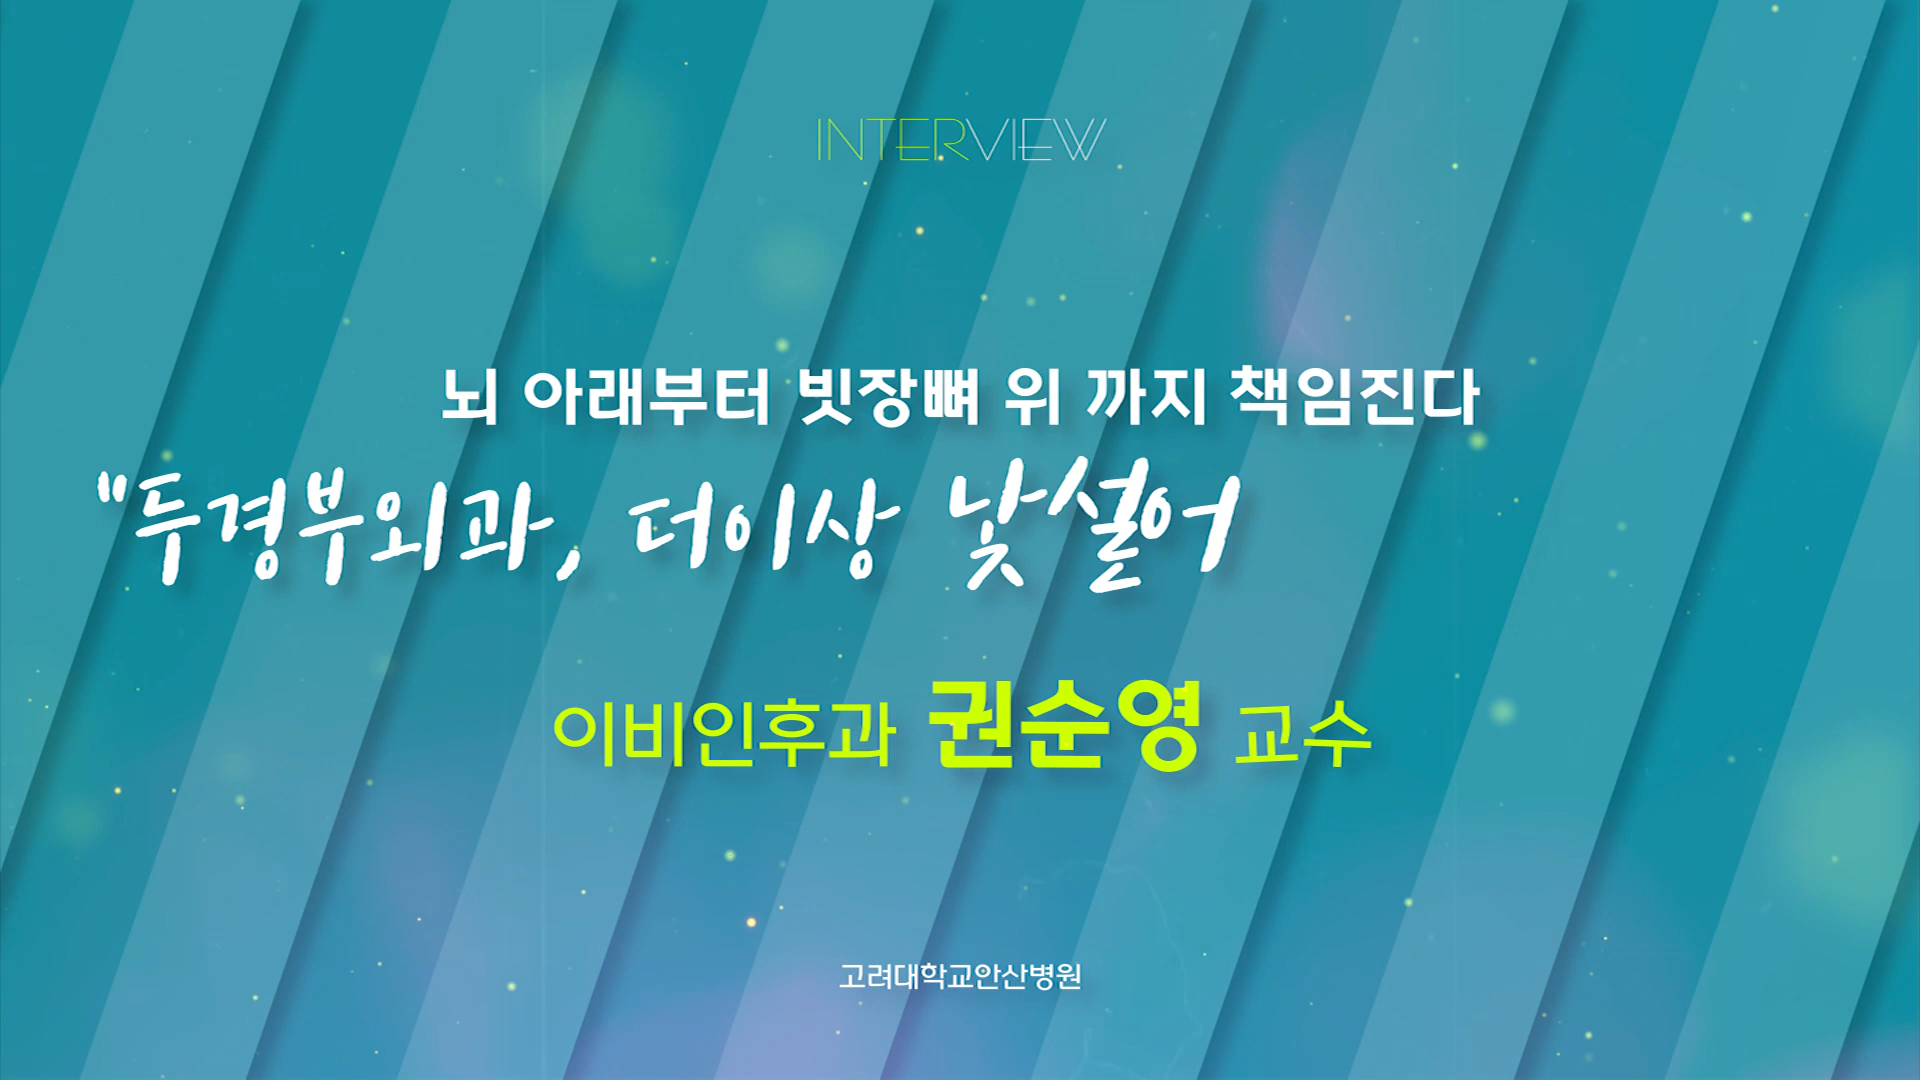 INTERVIEW
뇌 아래부터 빗장뼈 위 까지 책임진다
"두경부외과, 더이상 낯설어
이비인후과 권순영 교수
고려대학교안산병원